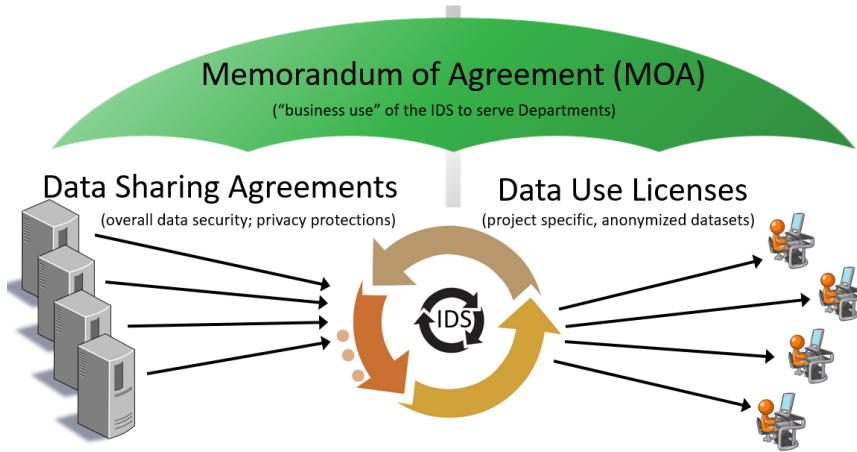 Memorandum of Agreement (MOA)
(“business use” of the IDS to serve Departments)
Data Sharing Agreements
(overall data security; privacy protections)
Data Use Licenses
(project specific, anonymized datasets)
IDS